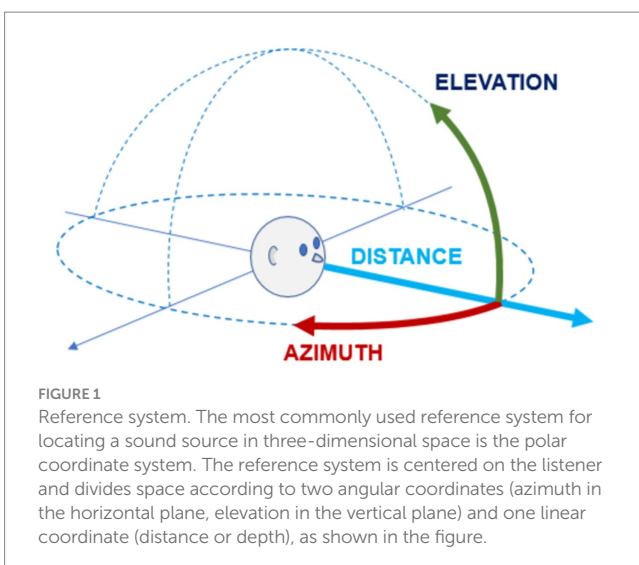 ELEVATION
DISTANCE
AZIMUTH
FIGURE 1
Reference system. The most commonly used reference system for
locating a sound source in three-dimensional space is the polar
coordinate system. The reference system is centered on the listener
and divides space according to two angular coordinates (azimuth in
the horizontal plane, elevation in the vertical plane) and one linear
coordinate (distance or depth), as shown in the figure.